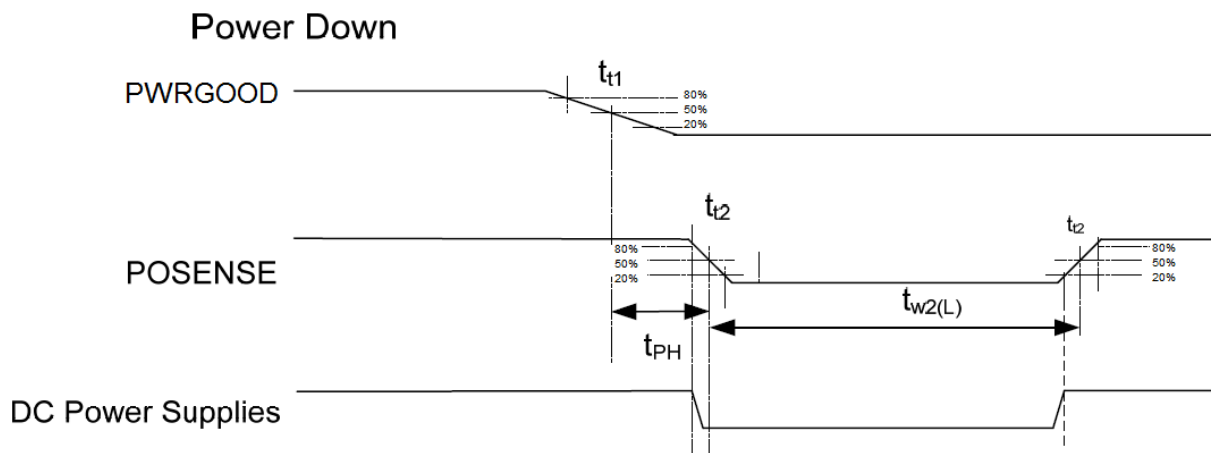 Power Down
PWRGOOD
tt1
80%
50%
20%
POSENSE
tt2
80%
50%
20%
tt2
80%
50%
20%
tPH
tw2(L)
DC Power Supplies